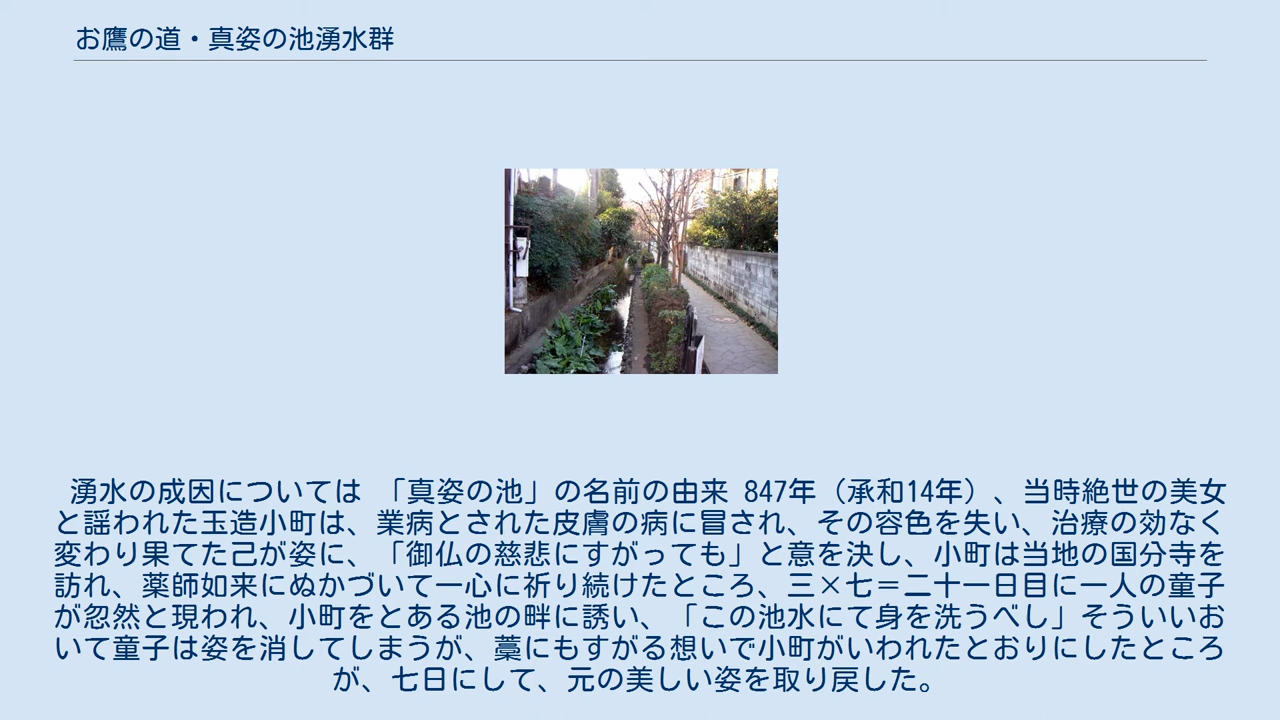 お鷹の道・真姿の池湧水群
湧水の成因については 「真姿の池」の名前の由来 847年（承和14年）、当時絶世の美女
と謡われた玉造小町は、業病とされた皮膚の病に冒され、その容色を失い、治療の効なく
変わり果てた己が姿に、「御仏の慈悲にすがっても」と意を決し、小町は当地の国分寺を
訪れ、薬師如来にぬかづいて一心に祈り続けたところ、三×七＝二十一日目に一人の童子
が忽然と現われ、小町をとある池の畔に誘い、「この池水にて身を洗うべし」そういいお
いて童子は姿を消してしまうが、藁にもすがる想いで小町がいわれたとおりにしたところ
が、七日にして、元の美しい姿を取り戻した。